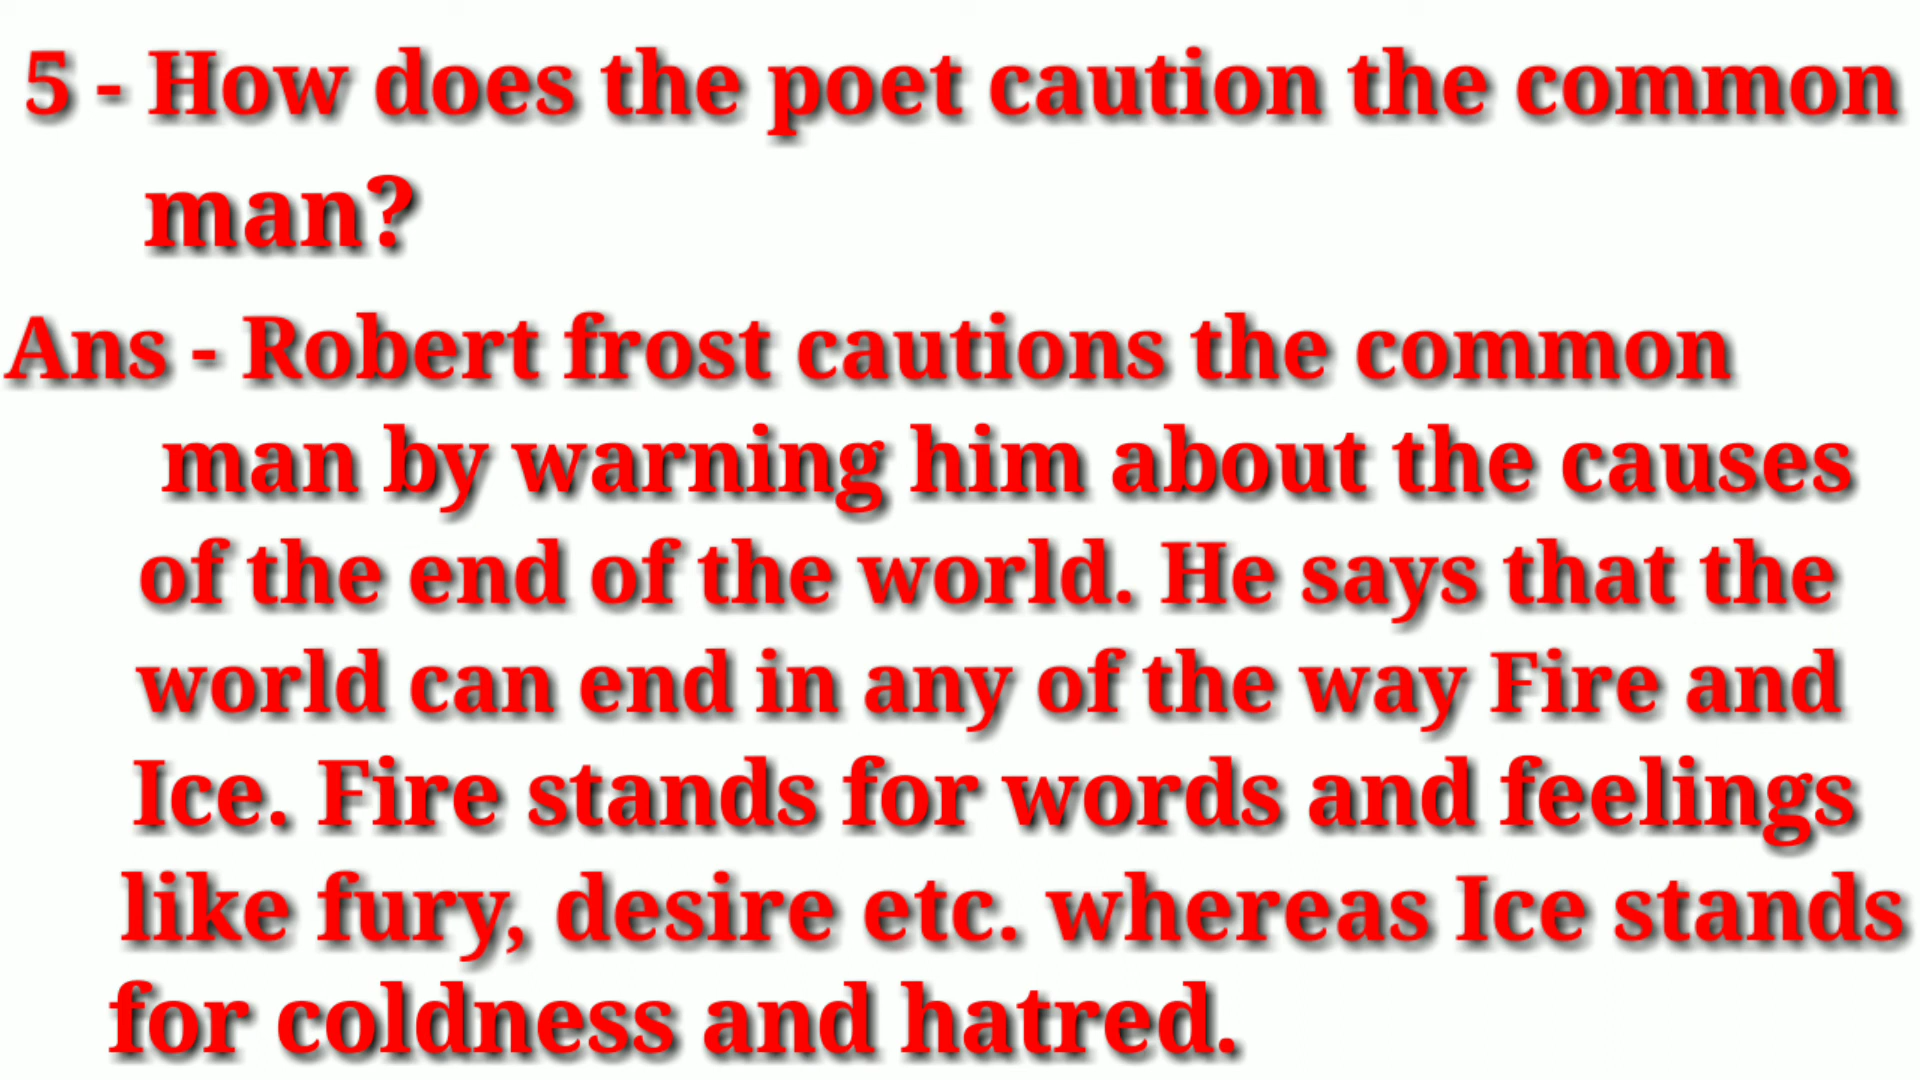 5 - How does the poet caution the common
man?
Ans - Robert frost cautions the common
man by warning him about the causes
of the end of the world. He says that the
world can end in any of the way Fire and
Ice. Fire stands for words and feelings
like fury, desire etc. whereas Ice stands
for coldness and hatred.